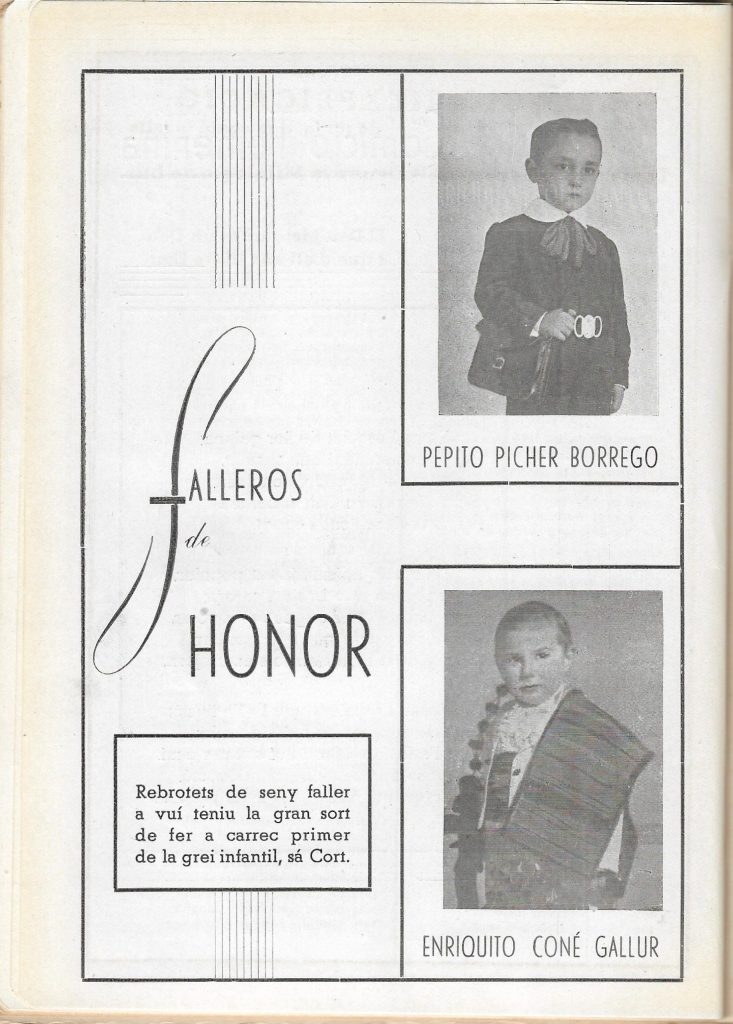 FALLEROS
de
HONOR
Rebrotets de seny faller
a vuí teniu la gran sort
de fer a carrec primer
de la grei infantil, sá Cort.
PEPITO PICHER BORREGO
ENRIQUITO CONÉ GALLUR